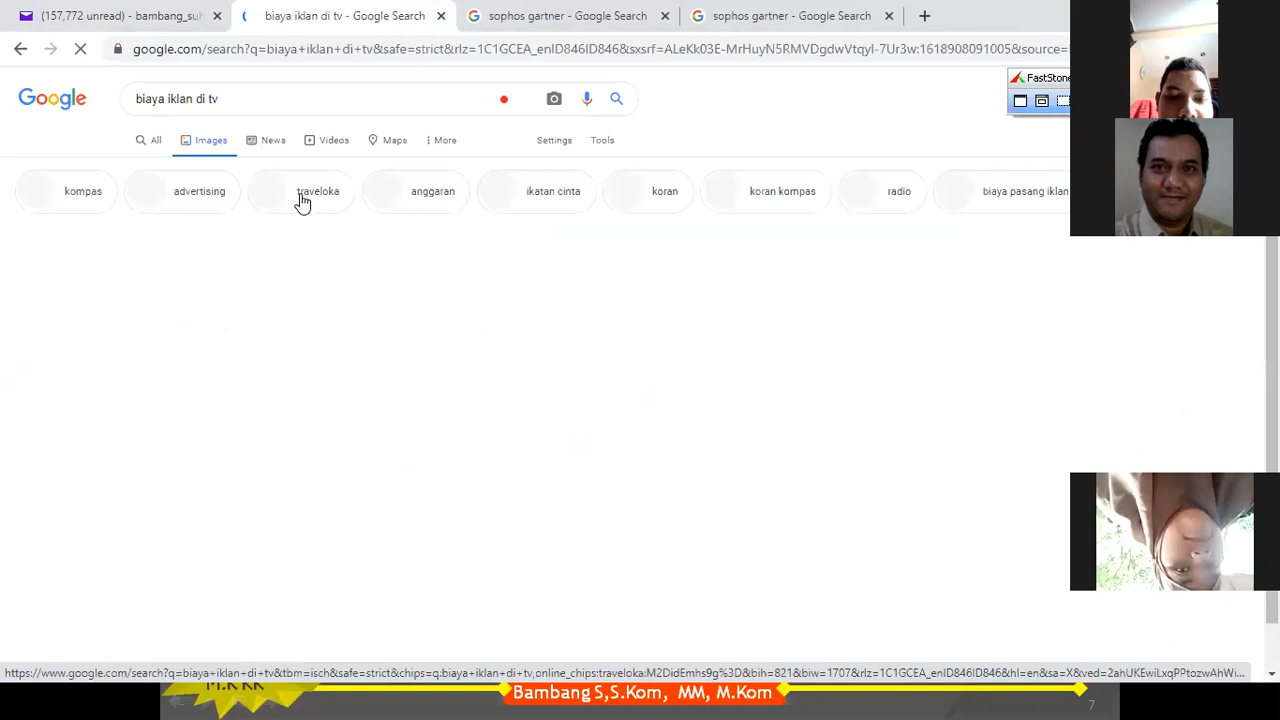 (157,772 unread) - bambang_suh
biaya iklan di tv - Google Search
sophos gartner - Google Search
sophos gartner - Google Search
google.com/search?q=biaya+iklan+di+tv&safe=strict&rlz=1C1GCEA_enID846ID846&sxsrf=ALeKk03E-MrHuyN5RMVDgdwVtqyI-7Ur3w:1618908091005&source=
FastStone
Google
biaya iklan di tv
All
Images
News
Videos
Maps
More
Settings
Tools
kompas
advertising
traveloka
anggaran
ikatan cinta
koran
koran kompas
radio
biaya pasang iklan
https://www.google.com/search?q=biaya+iklan+di+tv&tbm=isch&safe=strict&chips=q:biaya+iklan+di+tv,online_chips:traveloka:M2DidEmhs9g%3D&bih=821&biw=1707&rlz=1C1GCEA_enID846ID846&hl=en&sa=X&ved=2ahUKEwiLxqPPtozwAhWi...
Bambang S,S.Kom, MM, M.Kom
7